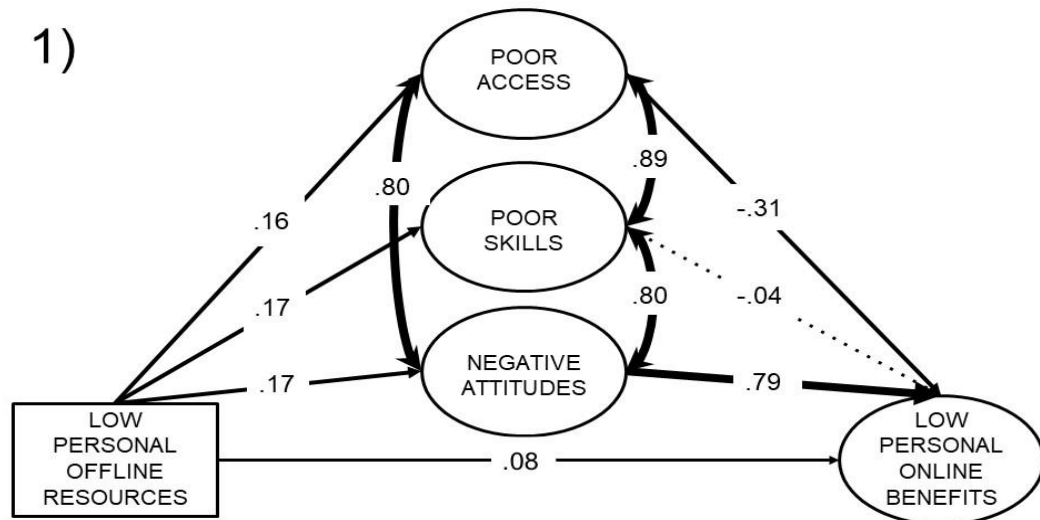 1)
POOR
ACCESS
.80
.89
.16
POOR
SKILLS
-.31
.17
.80
-.04
NEGATIVE
ATTITUDES
.17
.79
LOW
PERSONAL
OFFLINE
RESOURCES
.08
LOW
PERSONAL
ONLINE
BENEFITS